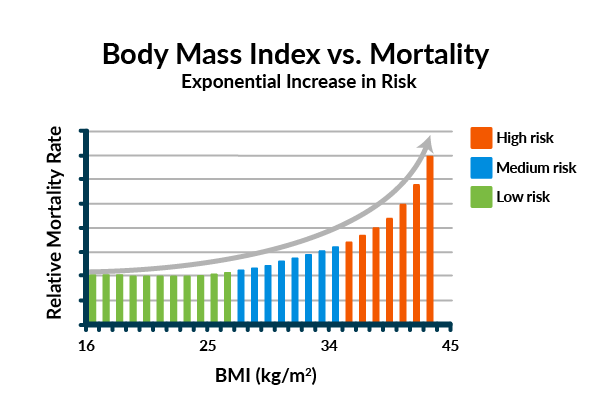 Body Mass Index vs. Mortality
Exponential Increase in Risk
Relative Mortality Rate
High risk
Medium risk
Low risk
16 25 34 45
BMI (kg/m²)